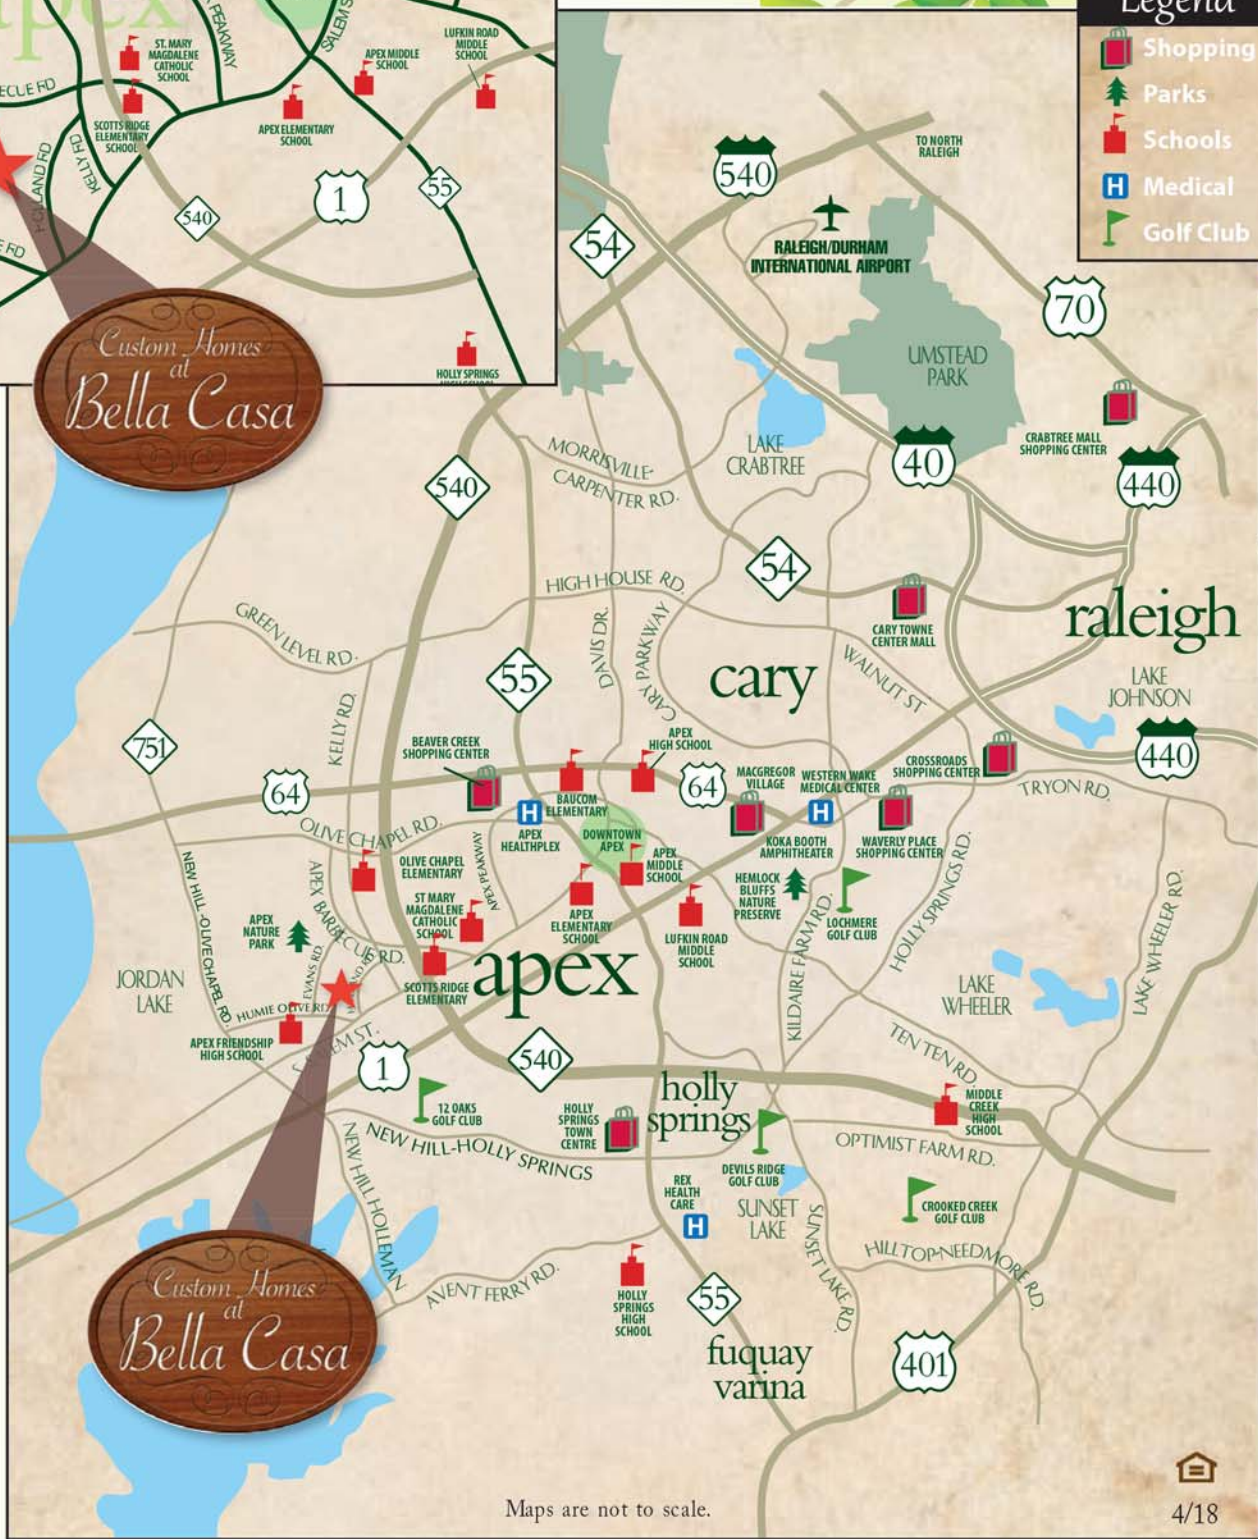 apex
PEAKWAY
SALEM S
ST. MARY
MAGDALENE
CATHOLIC
SCHOOL
APEX MIDDLE
SCHOOL
LUFKIN ROAD
MIDDLE
SCHOOL
ECUE RD
SCOTTS RIDGE
ELEMENTARY
SCHOOL
APEX ELEMENTARY
SCHOOL
KELLY RD
540
1
55
HOLLY SPRINGS
HIGH SCHOOL
Custom Homes
at
Bella Casa
Legend
Shopping
Parks
Schools
H Medical
Golf Club
540
TO NORTH
RALEIGH
54
RALEIGH/DURHAM
INTERNATIONAL AIRPORT
70
UMSTEAD
PARK
CRABTREE MALL
SHOPPING CENTER
LAKE
CRABTREE
40
440
MORRISVILLE-
CARPENTER RD.
540
54
HIGH HOUSE RD.
CARY TOWNE
CENTER MALL
raleigh
GREEN LEVEL RD.
DAVIS DR.
CARY PARKWAY
cary
WALNUT ST
55
LAKE
JOHNSON
440
751
KELLY RD.
BEAVER CREEK
SHOPPING CENTER
APEX
HIGH SCHOOL
64
64
MACGREGOR
VILLAGE
WESTERN WAKE
MEDICAL CENTER
CROSSROADS
SHOPPING CENTER
TRYON RD.
BAUCOM
ELEMENTARY
H
H
OLIVE CHAPEL RD.
APEX
HEALTHPLEX
DOWNTOWN
APEX
KOKA BOOTH
AMPHITHEATER
WAVERLY PLACE
SHOPPING CENTER
NEW HILL-OLIVE CHAPEL RD.
APEX BARBECUE RD.
OLIVE CHAPEL
ELEMENTARY
APEX PEAKWAY
APEX
MIDDLE
SCHOOL
HEMLOCK
BLUFFS
NATURE
PRESERVE
ST MARY
MAGDALENE
CATHOLIC
SCHOOL
APEX
ELEMENTARY
SCHOOL
LOCHMERE
GOLF CLUB
APEX
NATURE
PARK
LUFKIN ROAD
MIDDLE
SCHOOL
KILDAIRE FARM RD.
HOLLY SPRINGS RD.
LAKE WHEELER RD.
EVANS RD.
SCOTTS RIDGE
ELEMENTARY
apex
JORDAN
LAKE
LAKE
WHEELER
HUMIE OLIVE RD.
APEX FRIENDSHIP
HIGH SCHOOL
1
540
TEN TEN RD.
12 OAKS
GOLF CLUB
HOLLY
SPRINGS
TOWN
CENTRE
holly
springs
MIDDLE
CREEK
HIGH
SCHOOL
NEW HILL-HOLLY SPRINGS
OPTIMIST FARM RD.
NEW HILL HOLLEMAN
DEVILS RIDGE
GOLF CLUB
REX
HEALTH
CARE
H
SUNSET
LAKE
CROOKED CREEK
GOLF CLUB
SUNSET LAKE RD.
HILLTOP-NEEDMORE RD.
AVENT FERRY RD.
HOLLY
SPRINGS
HIGH
SCHOOL
55
Custom Homes
at
Bella Casa
fuquay
varina
401
Maps are not to scale.
4/18